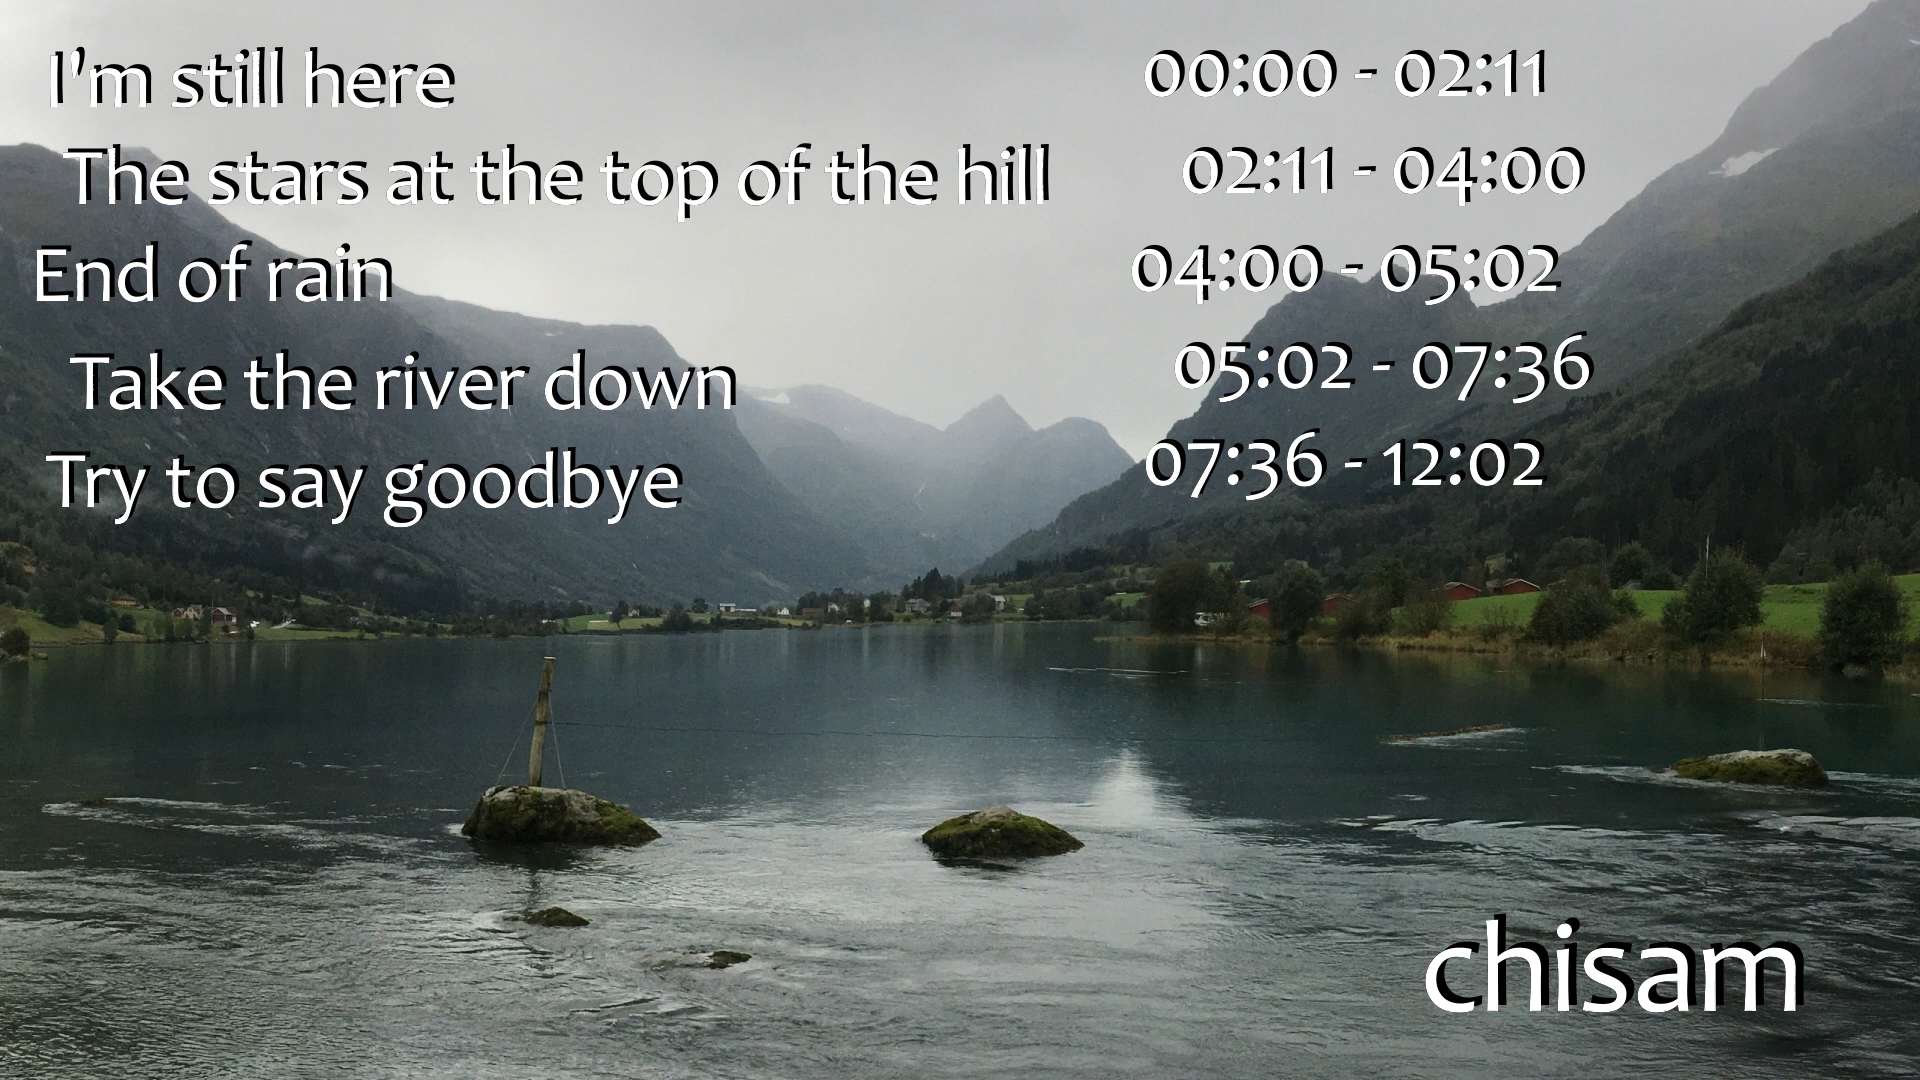 I'm still here 00:00 - 02:11
The stars at the top of the hill 02:11 - 04:00
End of rain 04:00 - 05:02
Take the river down 05:02 - 07:36
Try to say goodbye 07:36 - 12:02
chisam